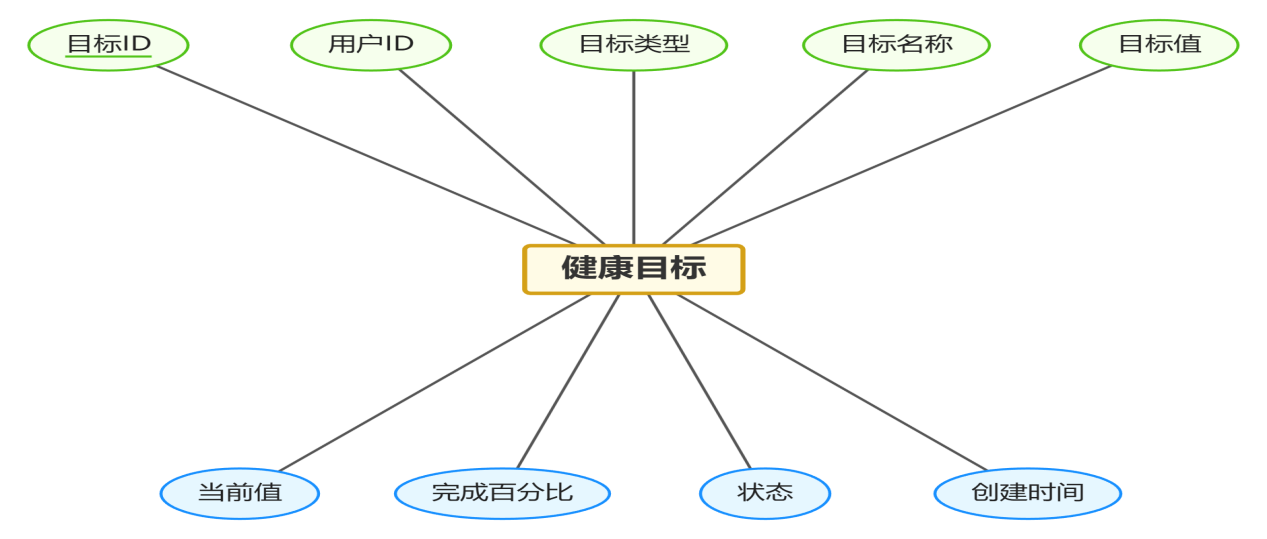 目标ID
用户ID
目标类型
目标名称
目标值
健康目标
当前值
完成百分比
状态
创建时间